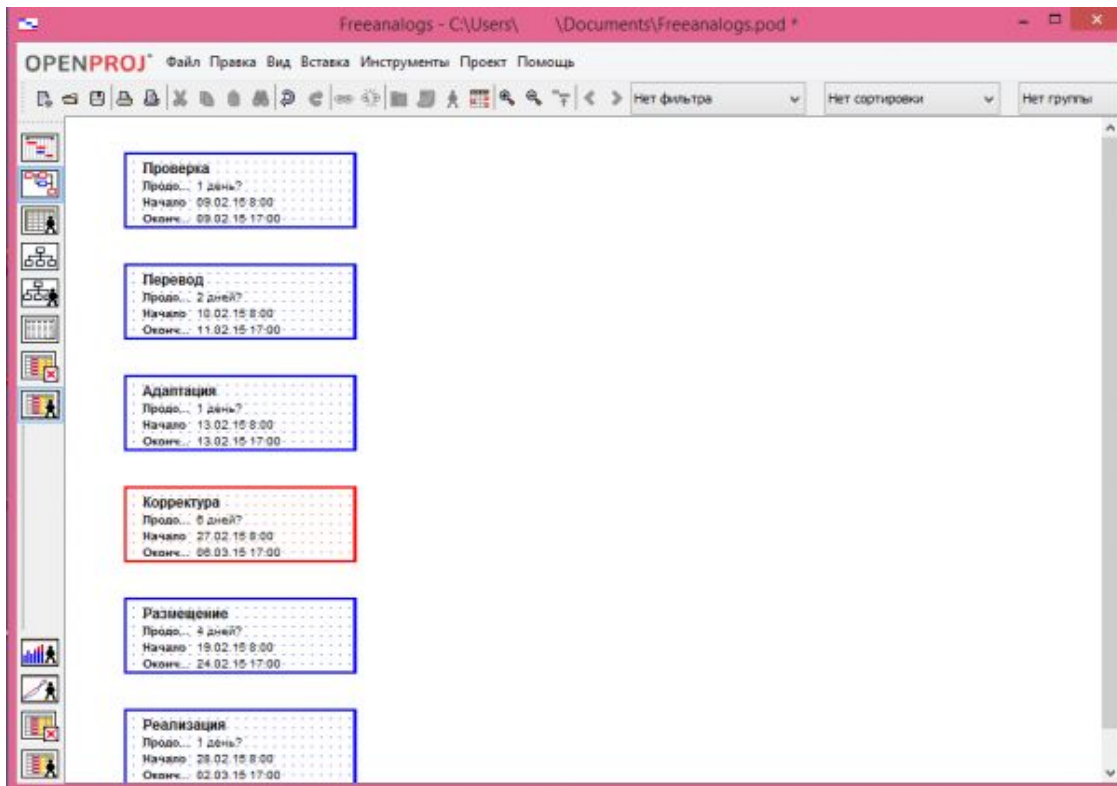 Freeanalogs - C:\Users\ \Documents\Freeanalogs.pod *
OPENPROJ Файл Правка Вид Вставка Инструменты Проект Помощь
Нет фильтра Нет сортировки Нет группы
Проверка
Продо... 1 день?
Начало 09.02.15 8:00
Оконч... 09.02.15 17:00
Перевод
Продо... 2 дней?
Начало 10.02.15 8:00
Оконч... 11.02.15 17:00
Адаптация
Продо... 1 день?
Начало 13.02.15 8:00
Оконч... 13.02.15 17:00
Корректура
Продо... 6 дней?
Начало 27.02.15 8:00
Оконч... 06.03.15 17:00
Размещение
Продо... 4 дней?
Начало 19.02.15 8:00
Оконч... 24.02.15 17:00
Реализация
Продо... 1 день?
Начало 28.02.15 8:00
Оконч... 02.03.15 17:00